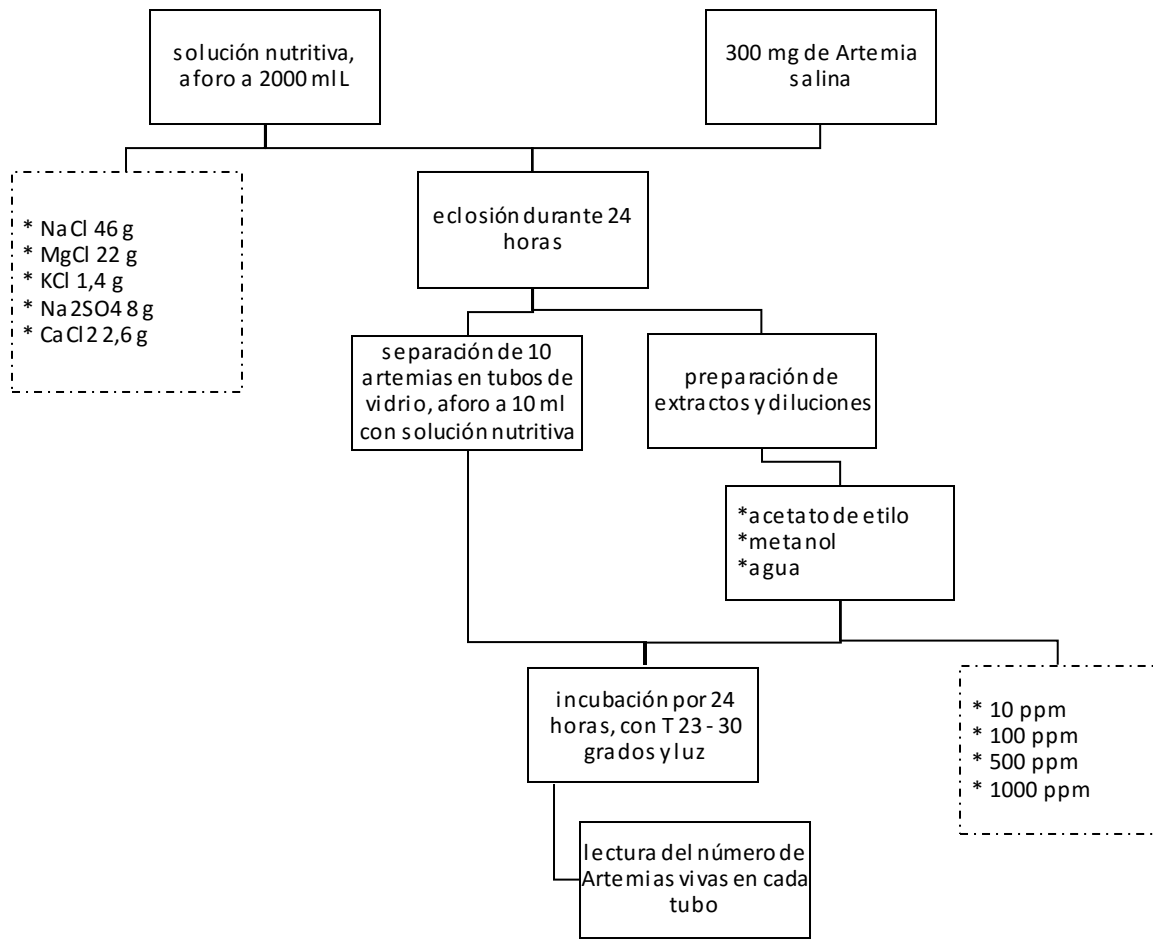 solución nutritiva,
aforo a 2000 mlL
300 mg de Artemia
salina
* NaCl 46 g
* MgCl 22 g
* KCl 1,4 g
* Na2SO4 8 g
* CaCl2 2,6 g
eclosión durante 24
horas
separación de 10
artemias en tubos de
vidrio, aforo a 10 ml
con solución nutritiva
preparación de
extractos y diluciones
*acetato de etilo
*metanol
*agua
incubación por 24
horas, con T 23 - 30
grados y luz
* 10 ppm
* 100 ppm
* 500 ppm
* 1000 ppm
lectura del número de
Artemias vivas en cada
tubo